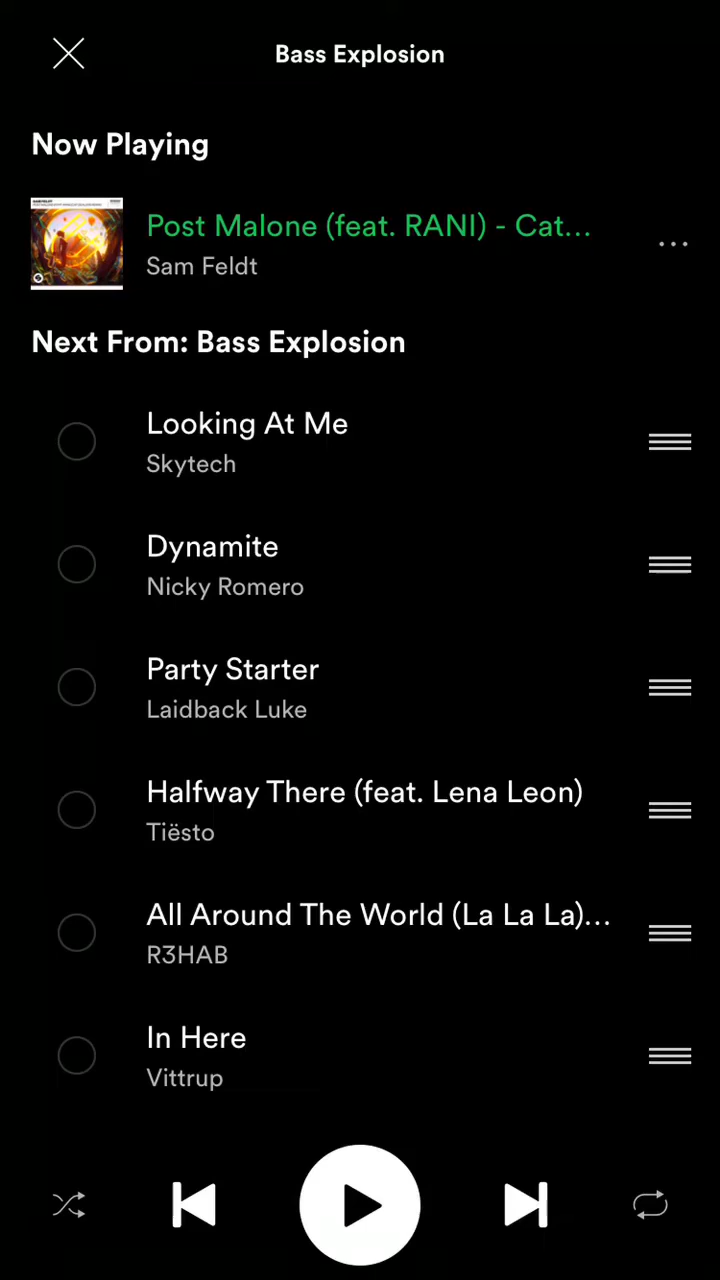 Bass Explosion
Now Playing
Post Malone (feat. RANI) - Cat...
Sam Feldt
Next From: Bass Explosion
Looking At Me
Skytech
Dynamite
Nicky Romero
Party Starter
Laidback Luke
Halfway There (feat. Lena Leon)
Tiësto
All Around The World (La La La)...
R3HAB
In Here
Vittrup